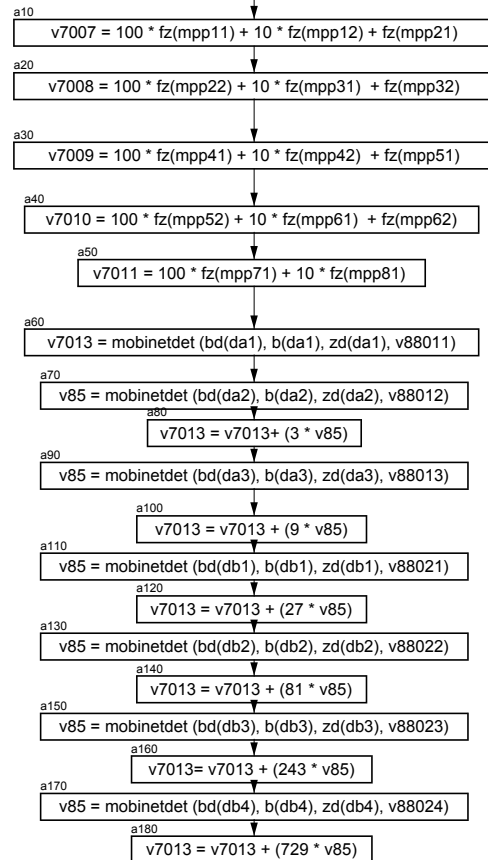 a10
v7007 = 100 * fz(mpp11) + 10 * fz(mpp12) + fz(mpp21)
a20
v7008 = 100 * fz(mpp22) + 10 * fz(mpp31) + fz(mpp32)
a30
v7009 = 100 * fz(mpp41) + 10 * fz(mpp42) + fz(mpp51)
a40
v7010 = 100 * fz(mpp52) + 10 * fz(mpp61) + fz(mpp62)
a50
v7011 = 100 * fz(mpp71) + 10 * fz(mpp81)
a60
v7013 = mobinetdet (bd(da1), b(da1), zd(da1), v88011)
a70
v85 = mobinetdet (bd(da2), b(da2), zd(da2), v88012)
a80
v7013 = v7013+ (3 * v85)
a90
v85 = mobinetdet (bd(da3), b(da3), zd(da3), v88013)
a100
v7013 = v7013 + (9 * v85)
a110
v85 = mobinetdet (bd(db1), b(db1), zd(db1), v88021)
a120
v7013 = v7013 + (27 * v85)
a130
v85 = mobinetdet (bd(db2), b(db2), zd(db2), v88022)
a140
v7013 = v7013 + (81 * v85)
a150
v85 = mobinetdet (bd(db3), b(db3), zd(db3), v88023)
a160
v7013= v7013 + (243 * v85)
a170
v85 = mobinetdet (bd(db4), b(db4), zd(db4), v88024)
a180
v7013 = v7013 + (729 * v85)